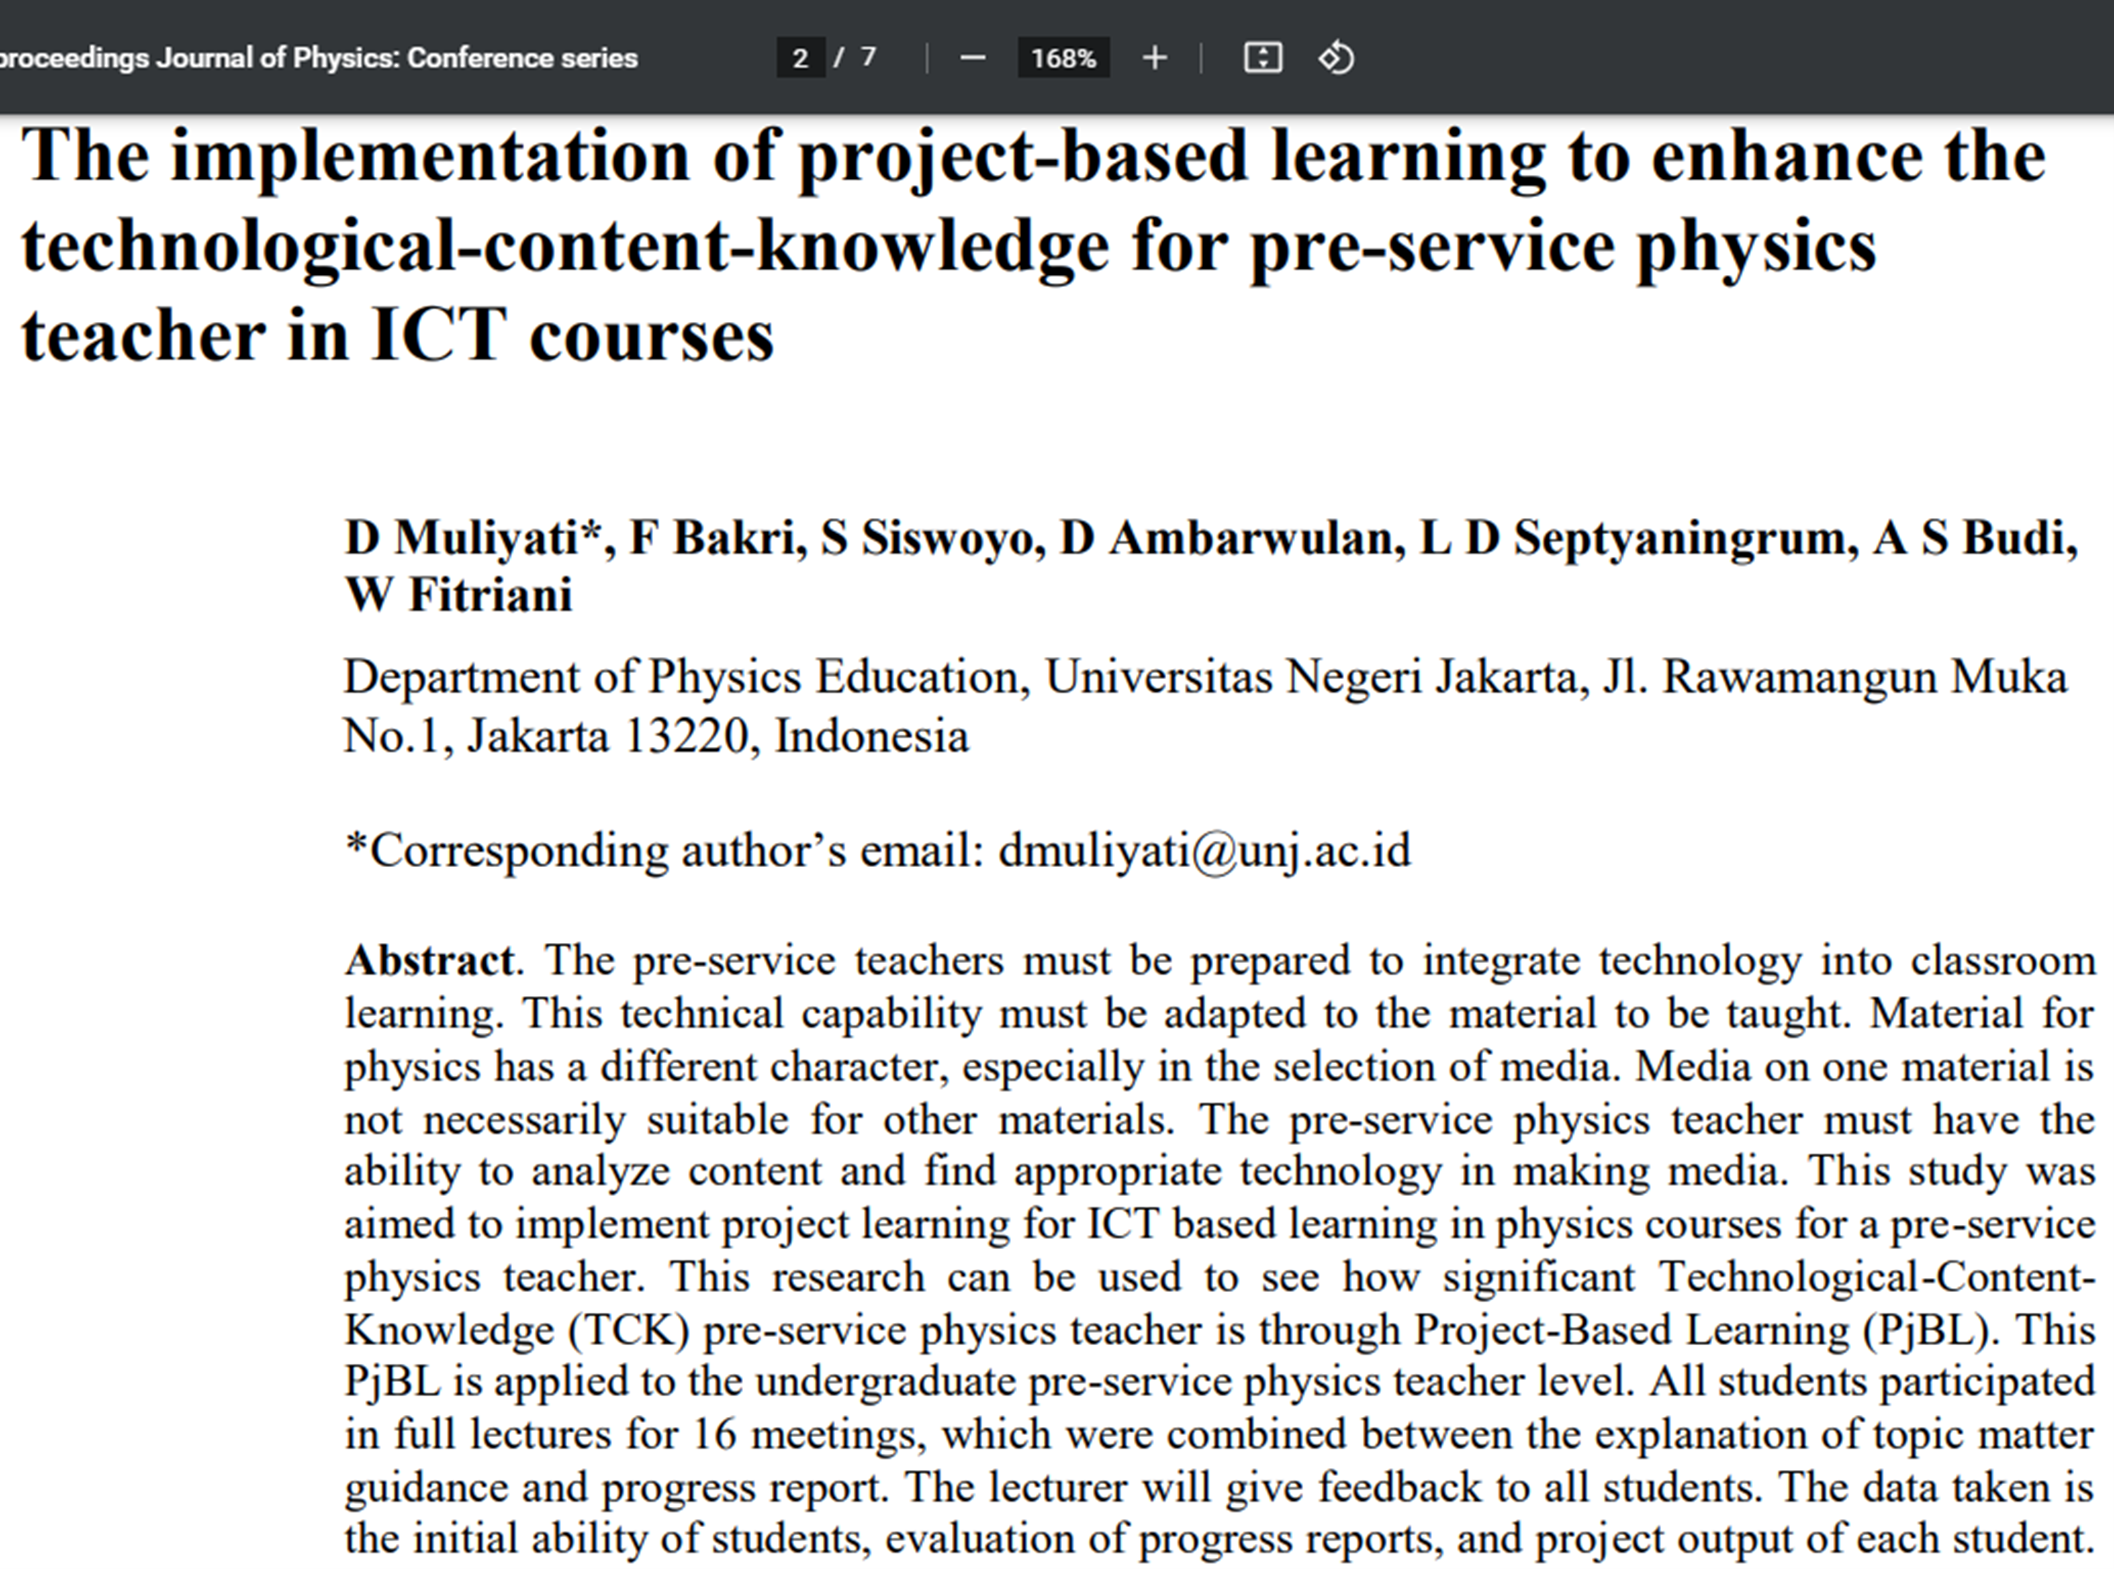 proceedings Journal of Physics: Conference series 2 / 7 168%
The implementation of project-based learning to enhance the
technological-content-knowledge for pre-service physics
teacher in ICT courses
D Muliyati*, F Bakri, S Siswoyo, D Ambarwulan, L D Septyaningrum, A S Budi,
W Fitriani
Department of Physics Education, Universitas Negeri Jakarta, Jl. Rawamangun Muka
No.1, Jakarta 13220, Indonesia
*Corresponding author’s email: dmuliyati@unj.ac.id
Abstract. The pre-service teachers must be prepared to integrate technology into classroom
learning. This technical capability must be adapted to the material to be taught. Material for
physics has a different character, especially in the selection of media. Media on one material is
not necessarily suitable for other materials. The pre-service physics teacher must have the
ability to analyze content and find appropriate technology in making media. This study was
aimed to implement project learning for ICT based learning in physics courses for a pre-service
physics teacher. This research can be used to see how significant Technological-Content-
Knowledge (TCK) pre-service physics teacher is through Project-Based Learning (PjBL). This
PjBL is applied to the undergraduate pre-service physics teacher level. All students participated
in full lectures for 16 meetings, which were combined between the explanation of topic matter
guidance and progress report. The lecturer will give feedback to all students. The data taken is
the initial ability of students, evaluation of progress reports, and project output of each student.